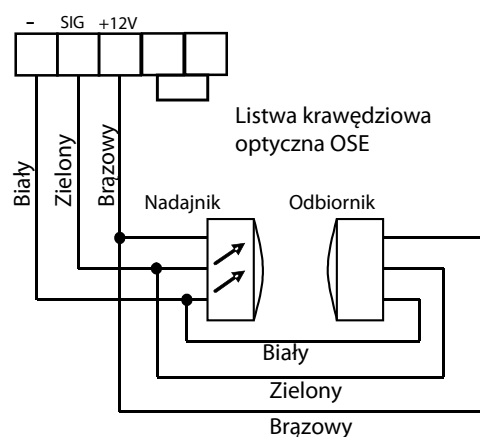 – SIG +12V
Biały
Zielony
Brązowy
Listwa krawędziowa
optyczna OSE
Nadajnik
Odbiornik
Biały
Zielony
Brązowy